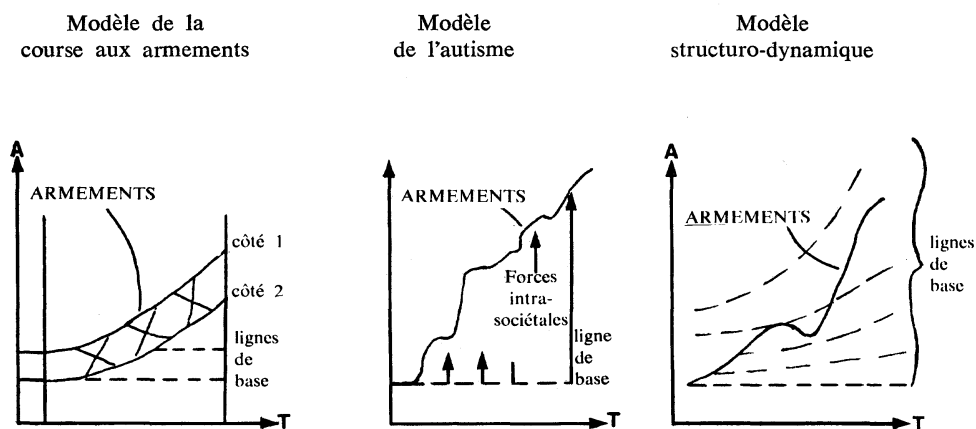 Modèle de la
course aux armements
A
ARMEMENTS
côté 1
côté 2
lignes
de
base
T
Modèle
de l'autisme
ARMEMENTS
Forces
intra-
sociétales
ligne
de
base
T
Modèle
structuro-dynamique
A
ARMEMENTS
lignes
de
base
T